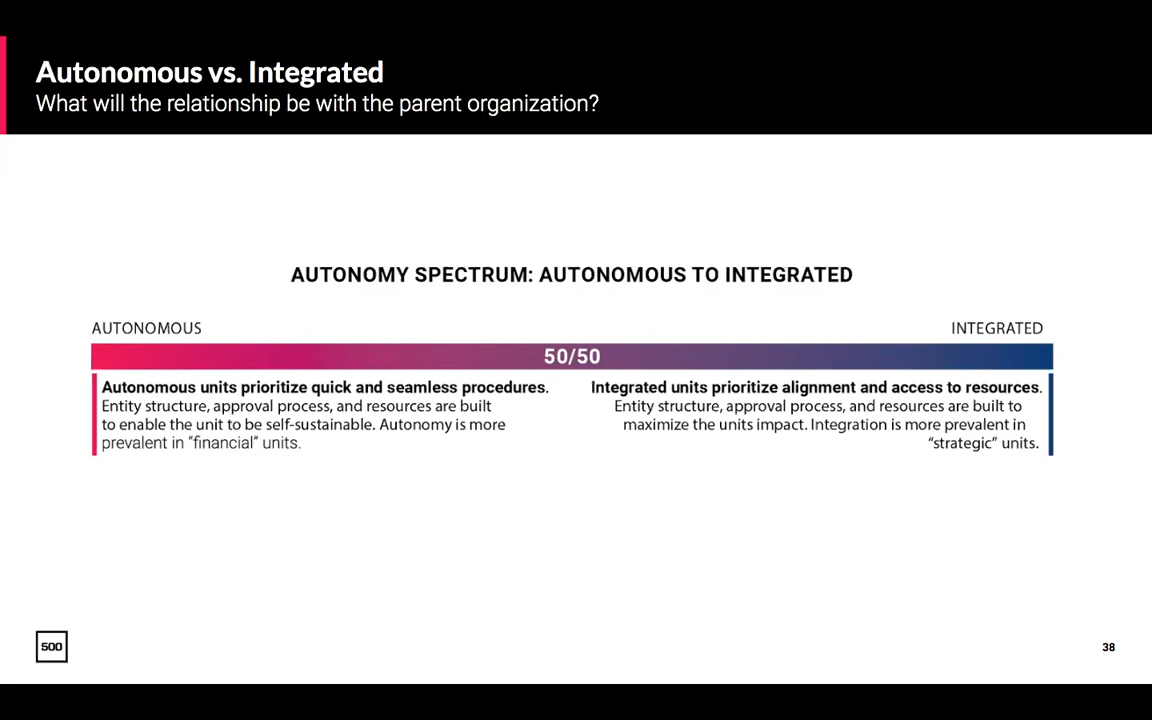 Autonomous vs. Integrated
What will the relationship be with the parent organization?
AUTONOMY SPECTRUM: AUTONOMOUS TO INTEGRATED
AUTONOMOUS
INTEGRATED
50/50
Autonomous units prioritize quick and seamless procedures.
Entity structure, approval process, and resources are built
to enable the unit to be self-sustainable. Autonomy is more
prevalent in "financial" units.
Integrated units prioritize alignment and access to resources.
Entity structure, approval process, and resources are built to
maximize the units impact. Integration is more prevalent in
“strategic” units.
500
38